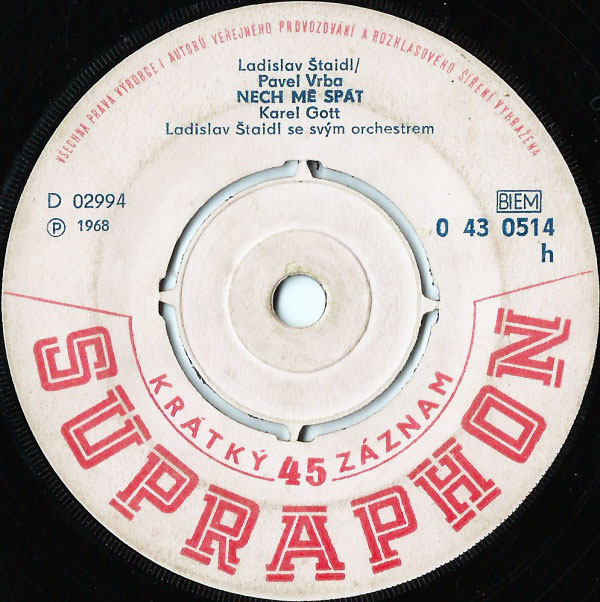 VŠECHNA PRÁVA VÝROBCE I AUTORŮ VEŘEJNÉHO PROVOZOVÁNÍ A ROZHLASOVÉHO ŠÍŘENÍ VYHRAŽENA
Ladislav Štaidl/
Pavel Vrba
NECH MĚ SPÁT
Karel Gott
Ladislav Štaidl se svým orchestrem
D 02994
Ⓟ 1968
BIEM
0 43 0514
h
KRÁTKÝ 45 ZÁZNAM
SUPRAPHON